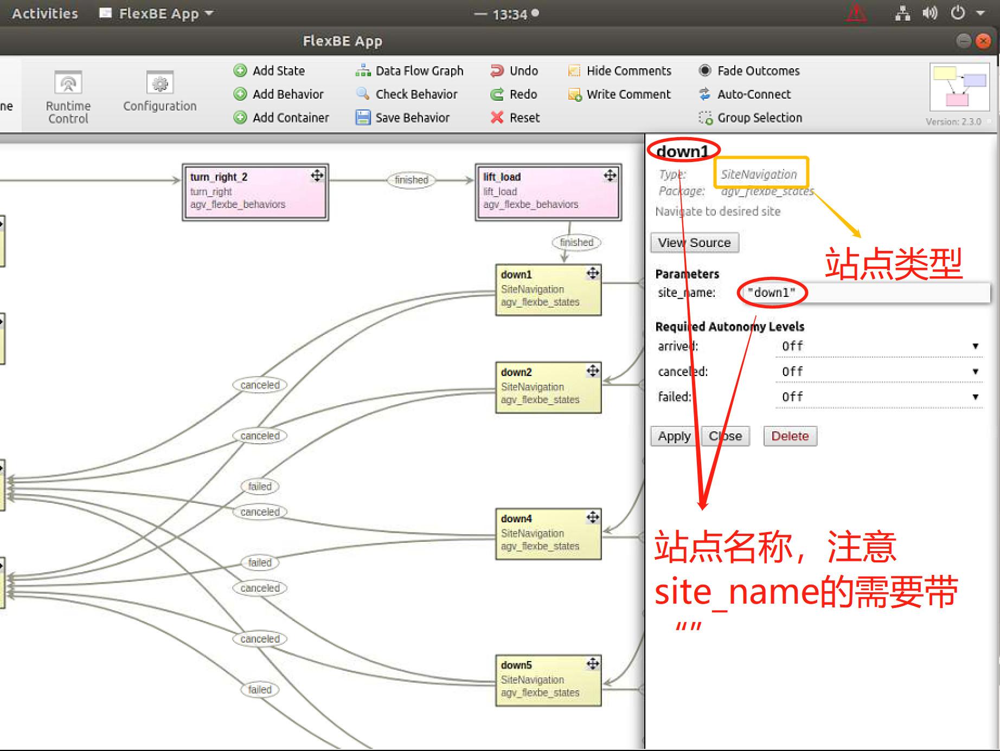 Activities
FlexBE App
13:34
FlexBE App
ne
Runtime
Control
Configuration
Add State
Add Behavior
Add Container
Data Flow Graph
Check Behavior
Save Behavior
Undo
Redo
Reset
Hide Comments
Write Comment
Fade Outcomes
Auto-Connect
Group Selection
Version: 2.3.0
turn_right_2
turn_right
agv_flexbe_behaviors
finished
lift_load
lift_load
agv_flexbe_behaviors
finished
down1
SiteNavigation
agv_flexbe_states
down2
SiteNavigation
agv_flexbe_states
down4
SiteNavigation
agv_flexbe_states
down5
SiteNavigation
agv_flexbe_states
canceled
canceled
failed
canceled
failed
canceled
canceled
failed
down1
Type: SiteNavigation
Package: agv_flexbe_states
Navigate to desired site
View Source
站点类型
Parameters
site_name: "down1"
Required Autonomy Levels
arrived: Off
canceled: Off
failed: Off
Apply Close Delete
站点名称，注意
site_name的需要带
“”